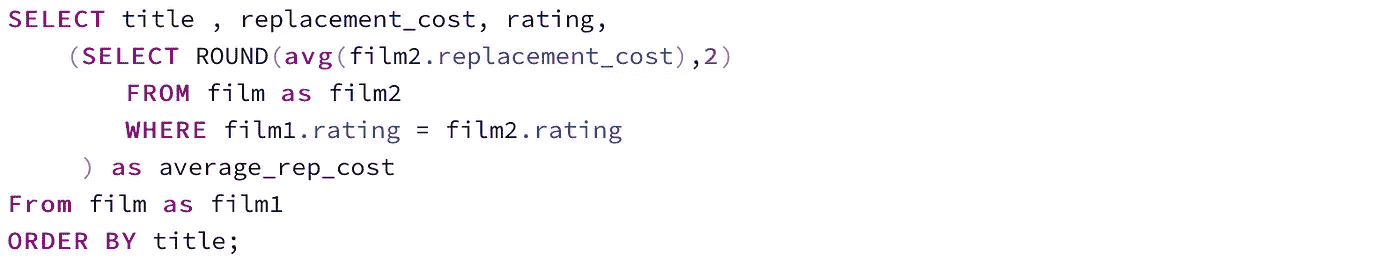 SELECT title , replacement_cost, rating,
(SELECT ROUND(avg(film2.replacement_cost),2)
FROM film as film2
WHERE film1.rating = film2.rating
) as average_rep_cost
From film as film1
ORDER BY title;